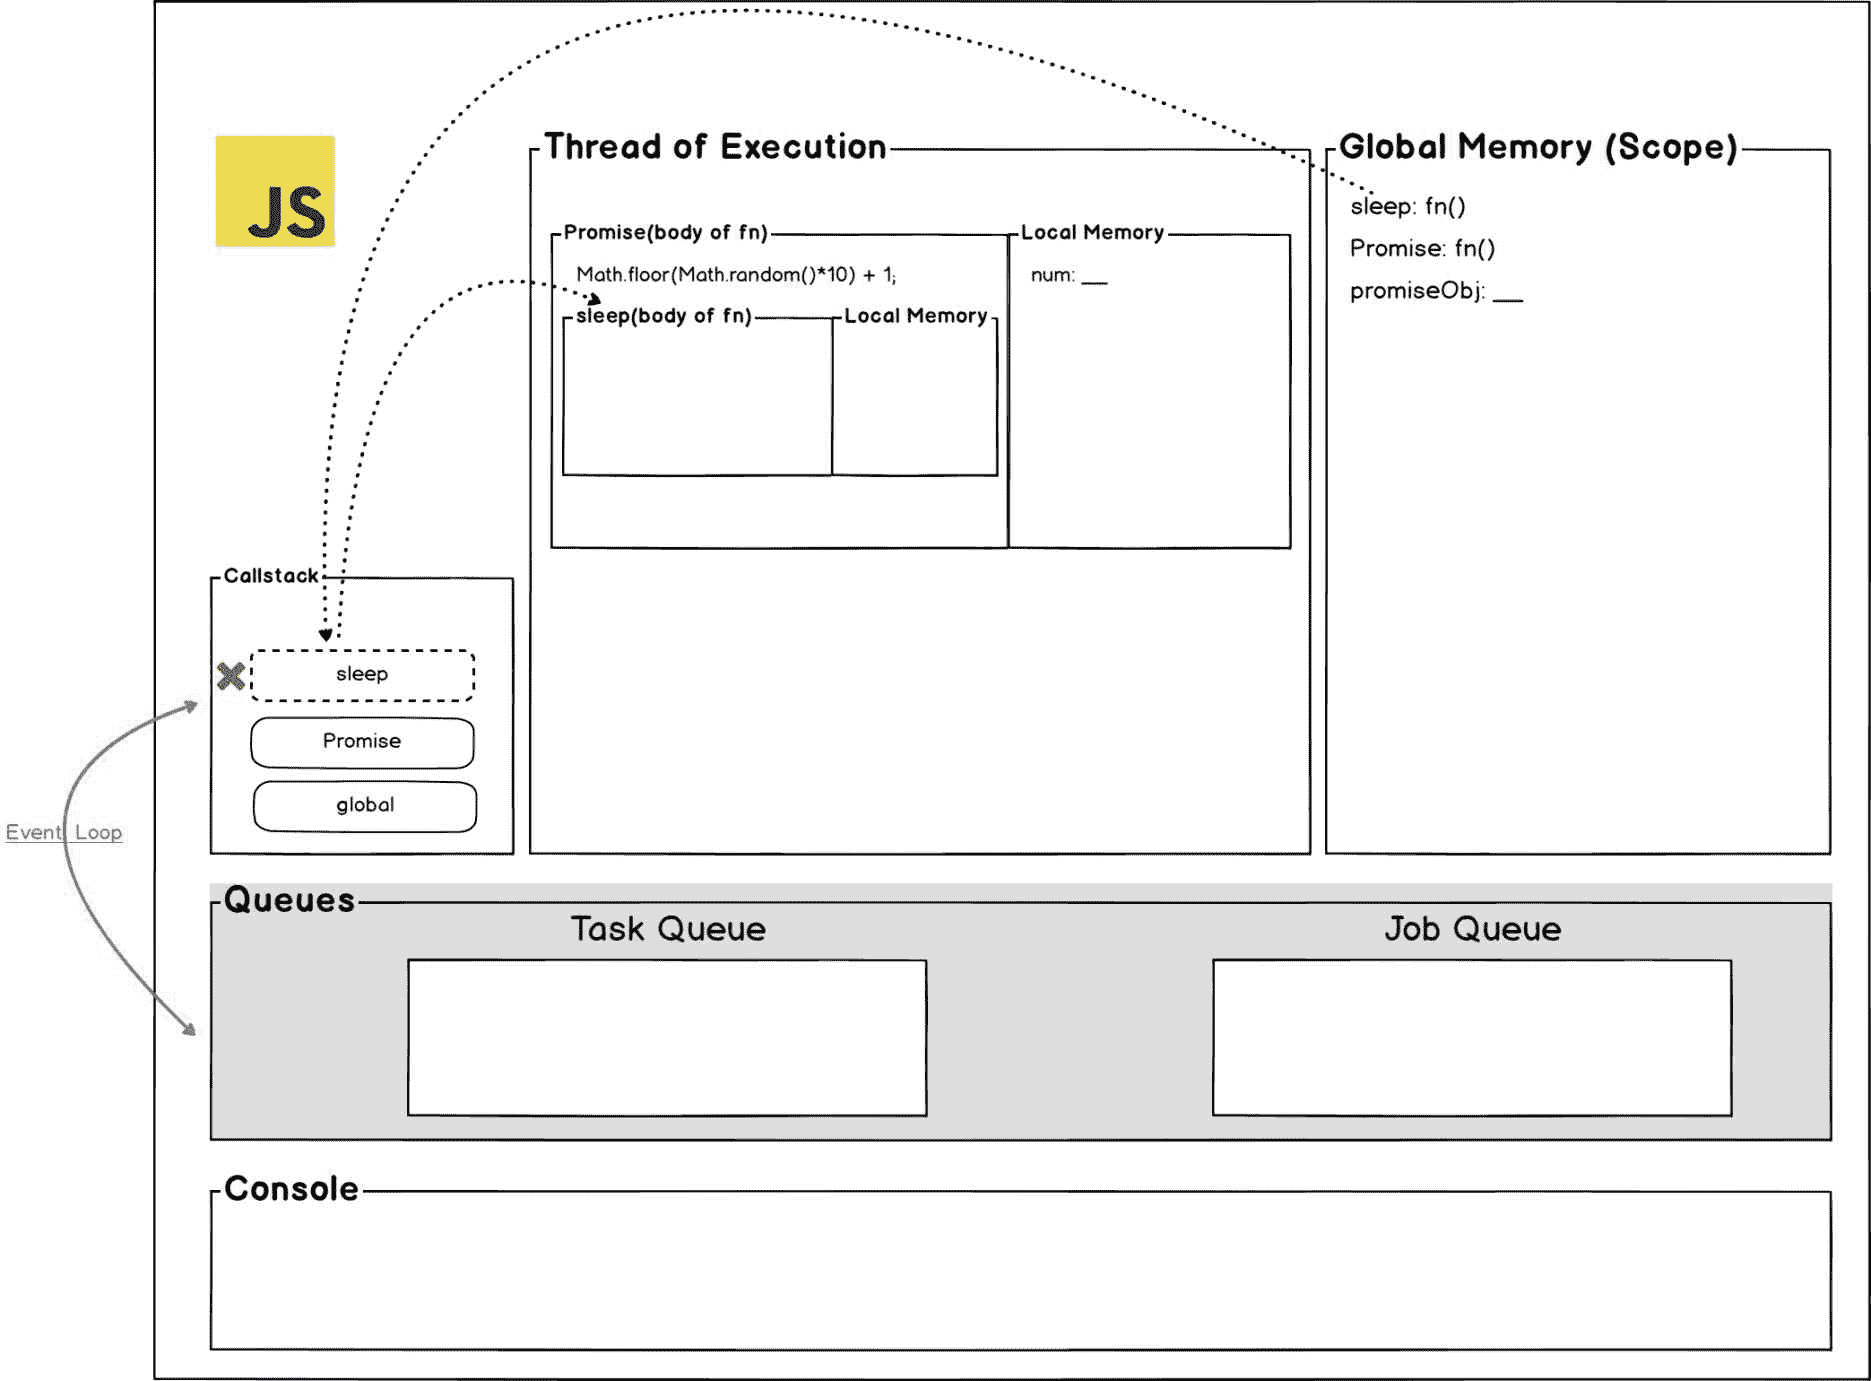 JS
Thread of Execution
Global Memory (Scope)
sleep: fn()
Promise: fn()
promiseObj: __
Promise(body of fn)
Local Memory
Math.floor(Math.random()*10) + 1;
num: __
sleep(body of fn)
Local Memory
Callstack
sleep
Promise
global
Event Loop
Queues
Task Queue
Job Queue
Console